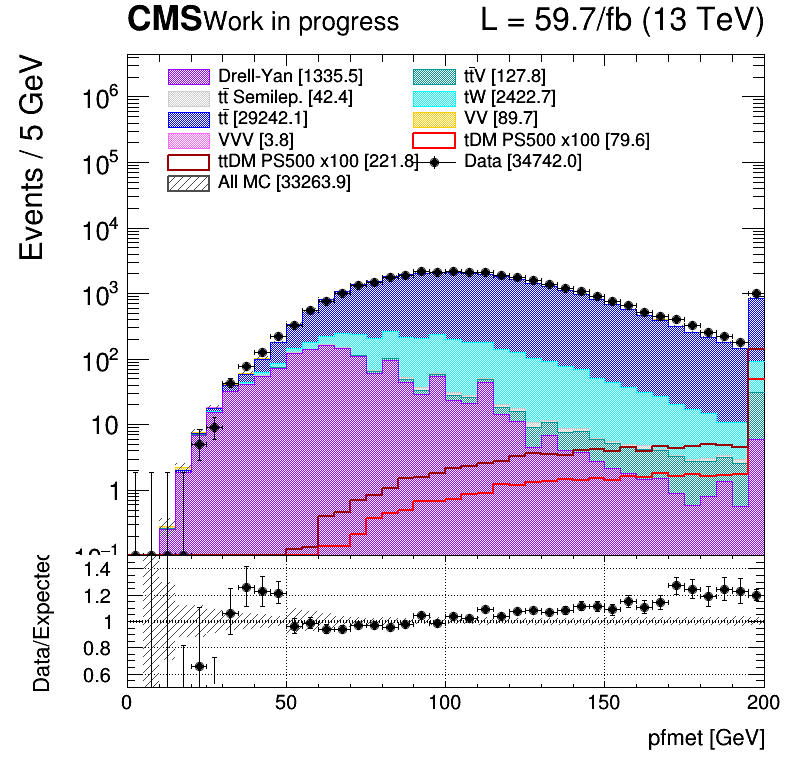 CMS Work in progress L = 59.7/fb (13 TeV)
Events / 5 GeV
Drell-Yan [1335.5] tt̄V [127.8]
tt̄ Semilep. [42.4] tW [2422.7]
tt̄ [29242.1] VV [89.7]
VVV [3.8] tDM PS500 x100 [79.6]
ttDM PS500 x100 [221.8] Data [34742.0]
All MC [33263.9]
10⁶
10⁵
10⁴
10³
10²
10
1
10⁻¹
Data/Expected
1.4
1.2
1
0.8
0.6
0 50 100 150 200
pfmet [GeV]